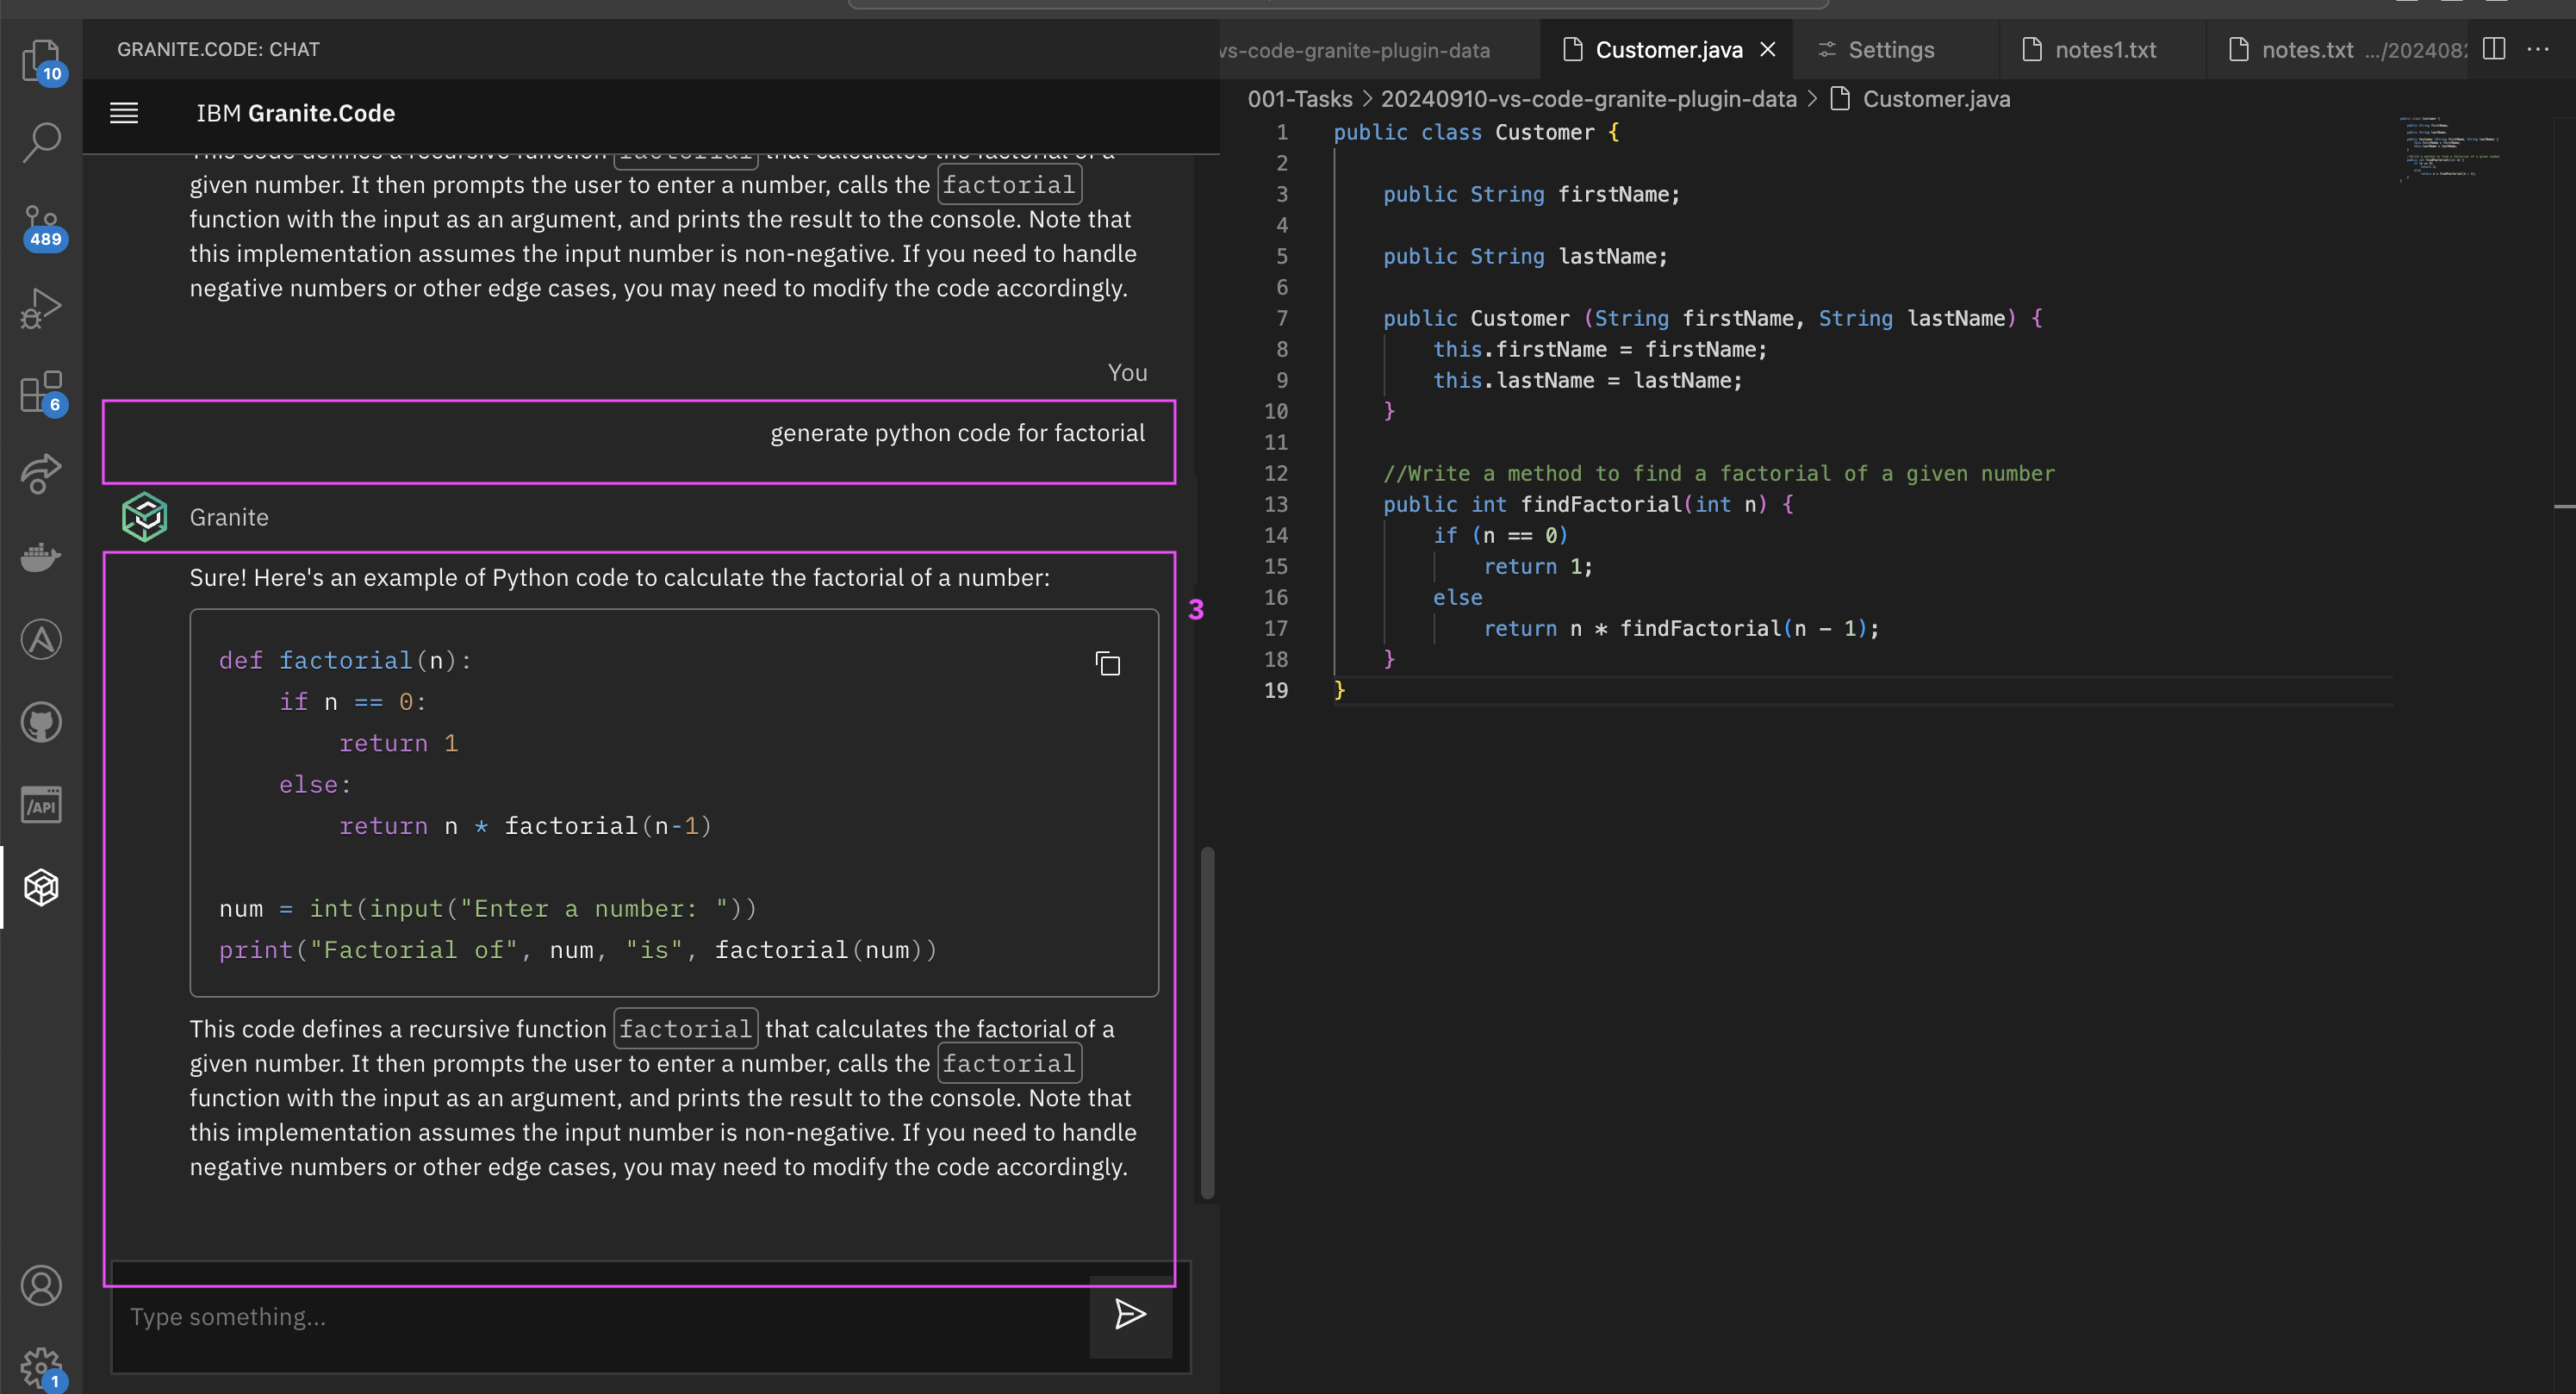 GRANITE.CODE: CHAT
IBM Granite.Code
This code defines a recursive function factorial that calculates the factorial of a
given number. It then prompts the user to enter a number, calls the factorial
function with the input as an argument, and prints the result to the console. Note that
this implementation assumes the input number is non-negative. If you need to handle
negative numbers or other edge cases, you may need to modify the code accordingly.
You
generate python code for factorial
Granite
Sure! Here's an example of Python code to calculate the factorial of a number:
def factorial(n):
    if n == 0:
        return 1
    else:
        return n * factorial(n-1)
num = int(input("Enter a number: "))
print("Factorial of", num, "is", factorial(num))
This code defines a recursive function factorial that calculates the factorial of a
given number. It then prompts the user to enter a number, calls the factorial
function with the input as an argument, and prints the result to the console. Note that
this implementation assumes the input number is non-negative. If you need to handle
negative numbers or other edge cases, you may need to modify the code accordingly.
3
Type something...
10
489
6
/API
1
vs-code-granite-plugin-data
Customer.java
Settings
notes1.txt
notes.txt .../202408
001-Tasks > 20240910-vs-code-granite-plugin-data > Customer.java
1 public class Customer {
2
3     public String firstName;
4
5     public String lastName;
6
7     public Customer (String firstName, String lastName) {
8         this.firstName = firstName;
9         this.lastName = lastName;
10     }
11
12     //Write a method to find a factorial of a given number
13     public int findFactorial(int n) {
14         if (n == 0)
15             return 1;
16         else
17             return n * findFactorial(n - 1);
18     }
19 }